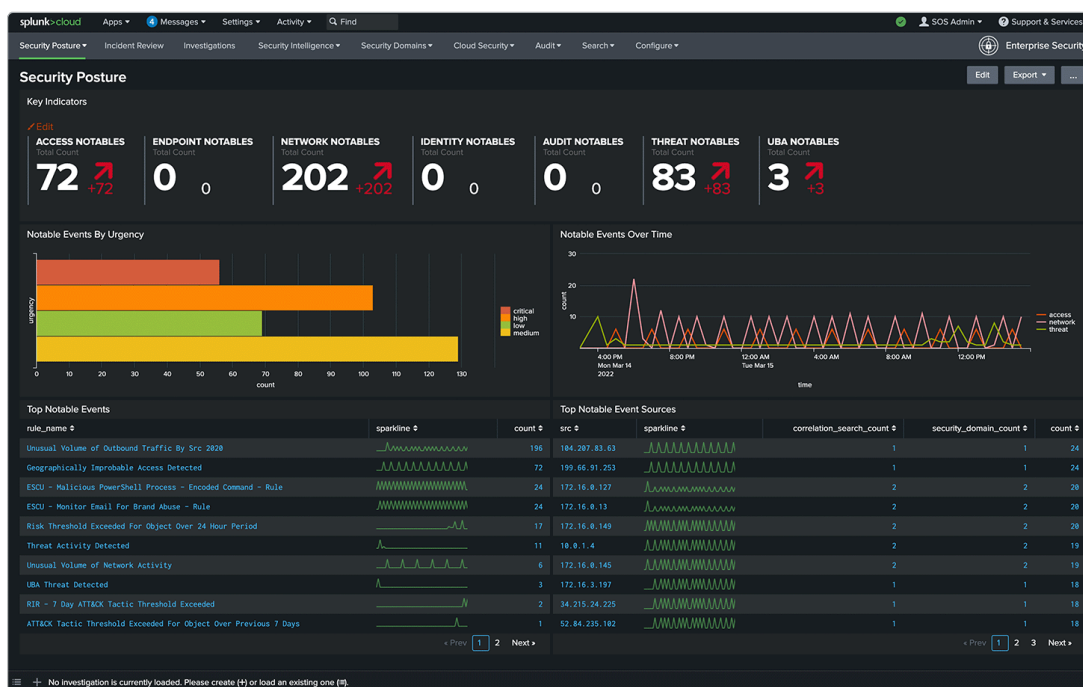 splunk>cloud Apps 4 Messages Settings Activity Find SOS Admin Support & Services
Security Posture Incident Review Investigations Security Intelligence Security Domains Cloud Security Audit Search Configure Enterprise Security
Security Posture Edit Export ...
Key Indicators
Edit
ACCESS NOTABLES ENDPOINT NOTABLES NETWORK NOTABLES IDENTITY NOTABLES AUDIT NOTABLES THREAT NOTABLES UBA NOTABLES
Total Count Total Count Total Count Total Count Total Count Total Count Total Count
72 +72 0 0 202 +202 0 0 0 0 83 +83 3 +3
Notable Events By Urgency
urgency
critical
high
low
medium
0 10 20 30 40 50 60 70 80 90 100 110 120 130
count
Notable Events Over Time
30
20
10
count
access
network
threat
4:00 PM 8:00 PM 12:00 AM 4:00 AM 8:00 AM 12:00 PM
Mon Mar 14 Tue Mar 15
2022
time
Top Notable Events
rule_name sparkline count
Unusual Volume of Outbound Traffic By Src 2020 196
Geographically Improbable Access Detected 72
ESCU - Malicious PowerShell Process - Encoded Command - Rule 24
ESCU - Monitor Email For Brand Abuse - Rule 24
Risk Threshold Exceeded For Object Over 24 Hour Period 17
Threat Activity Detected 11
Unusual Volume of Network Activity 6
UBA Threat Detected 3
RIR - 7 Day ATT&CK Tactic Threshold Exceeded 2
ATT&CK Tactic Threshold Exceeded For Object Over Previous 7 Days 1
« Prev 1 2 Next »
Top Notable Event Sources
src sparkline correlation_search_count security_domain_count count
104.207.83.63 1 1 24
199.66.91.253 1 1 24
172.16.0.127 2 2 20
172.16.0.13 2 2 20
172.16.0.149 2 2 20
10.0.1.4 2 2 19
172.16.0.145 2 2 19
172.16.3.197 1 1 18
34.215.24.225 1 1 18
52.84.235.102 1 1 18
« Prev 1 2 3 Next »
No investigation is currently loaded. Please create (+) or load an existing one (≡).